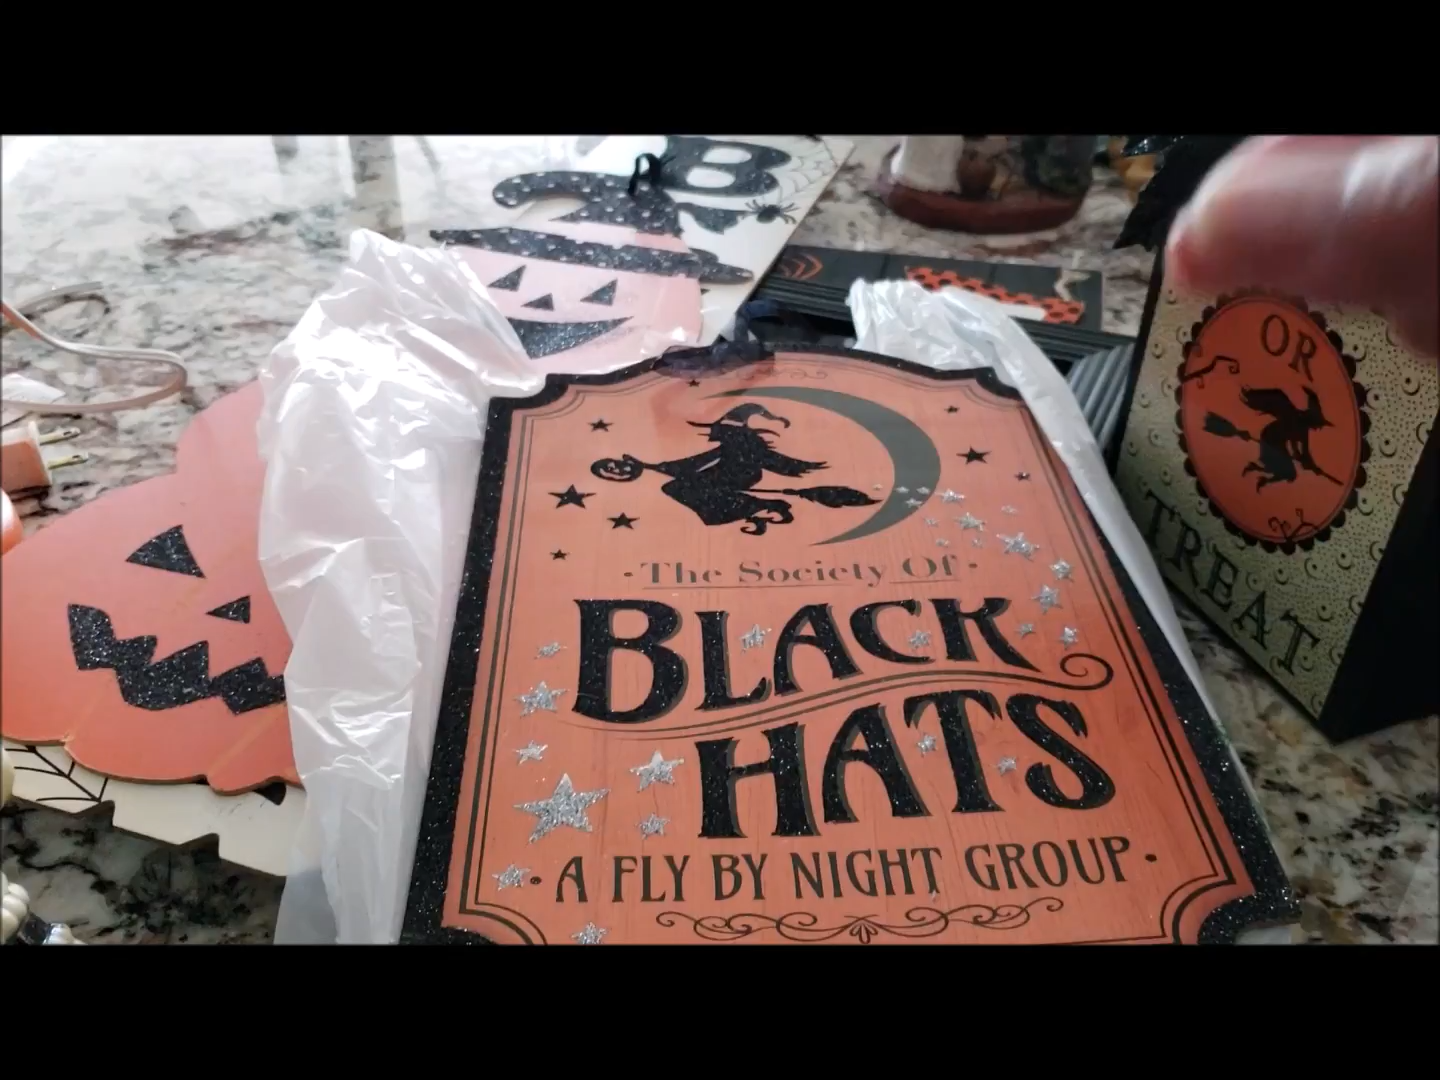 B
OR
TREAT
The Society Of
BLACK
HATS
A FLY BY NIGHT GROUP